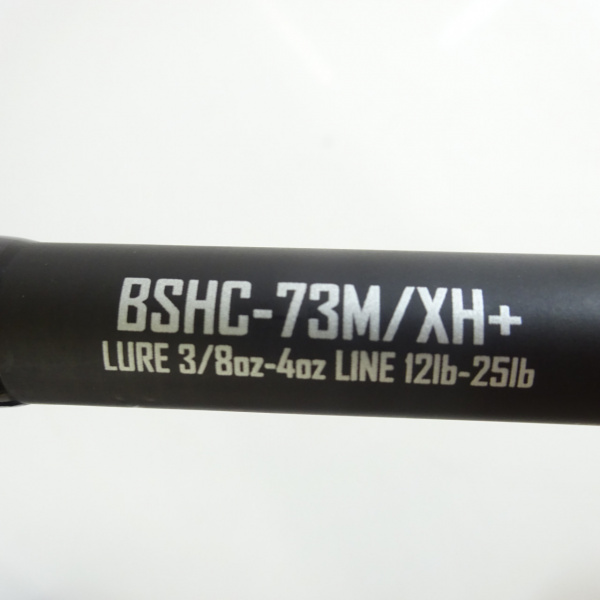 BSHC-73M/XH+
LURE 3/8oz-4oz LINE 12lb-25lb